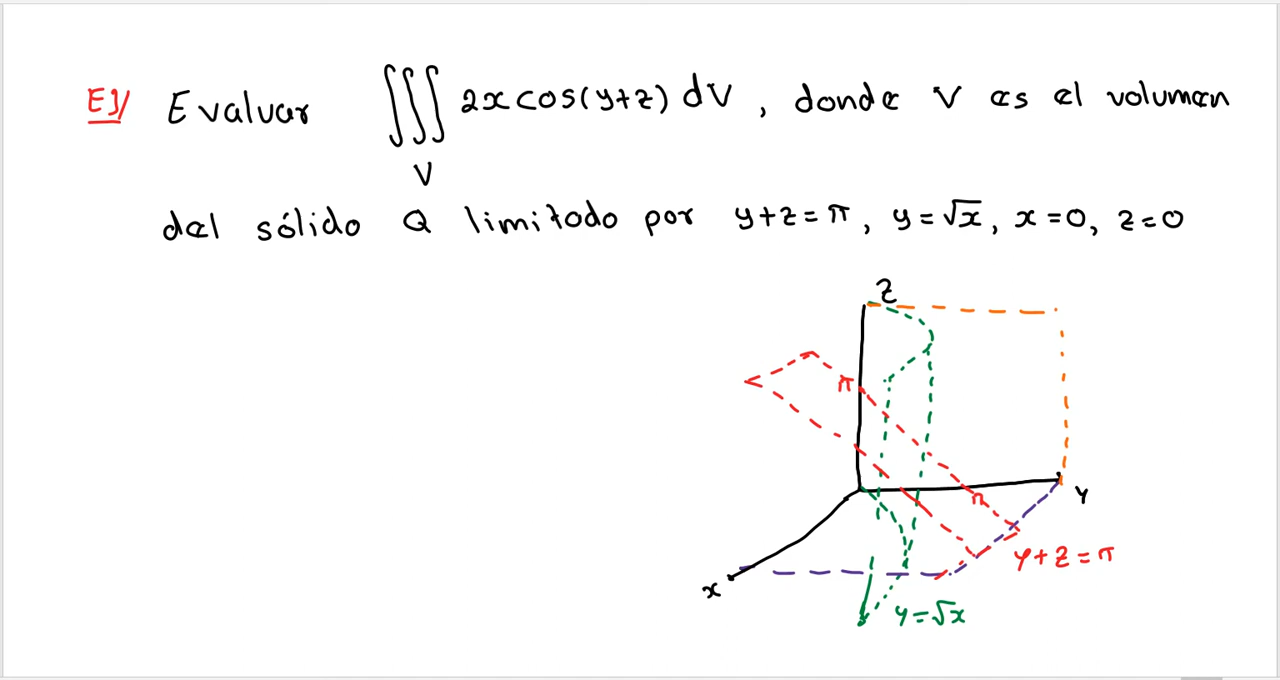 EJ/ Evaluar ∭ 2x cos(y+z) dV, donde V es el volumen
V
del sólido Q limitado por y+z=π, y=√x, x=0, z=0
Z
π
π
Y
y+z=π
x
y=√x